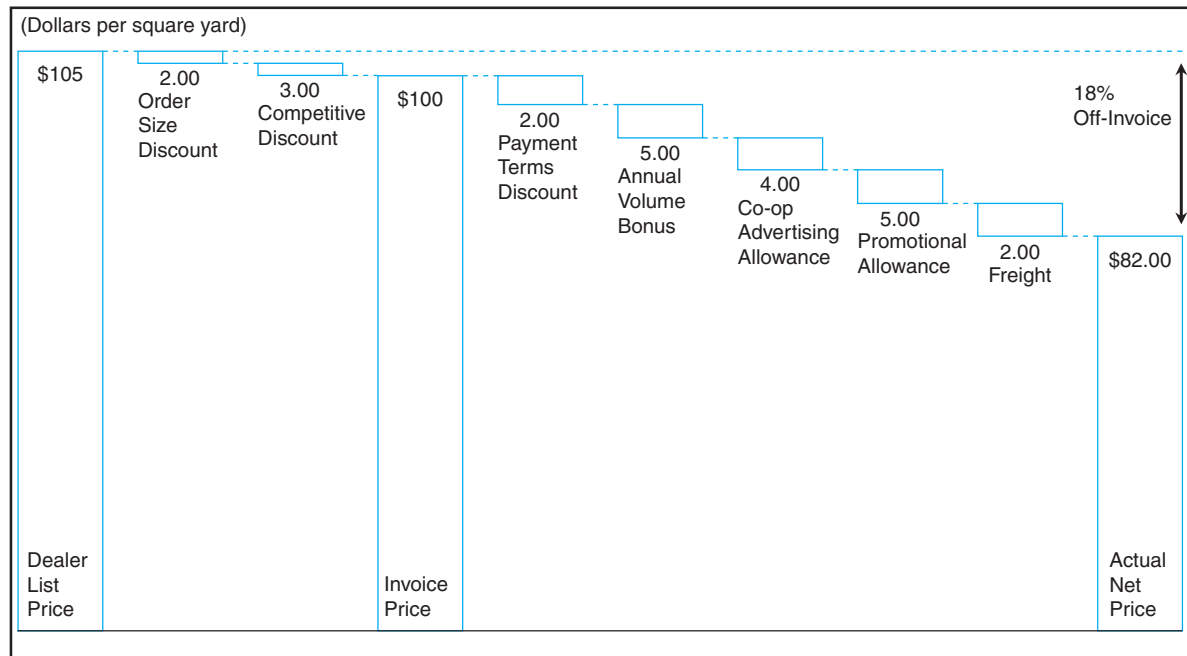 (Dollars per square yard)
$105
2.00
Order
Size
Discount
3.00
Competitive
Discount
$100
2.00
Payment
Terms
Discount
5.00
Annual
Volume
Bonus
4.00
Co-op
Advertising
Allowance
5.00
Promotional
Allowance
2.00
Freight
18%
Off-Invoice
$82.00
Dealer
List
Price
Invoice
Price
Actual
Net
Price